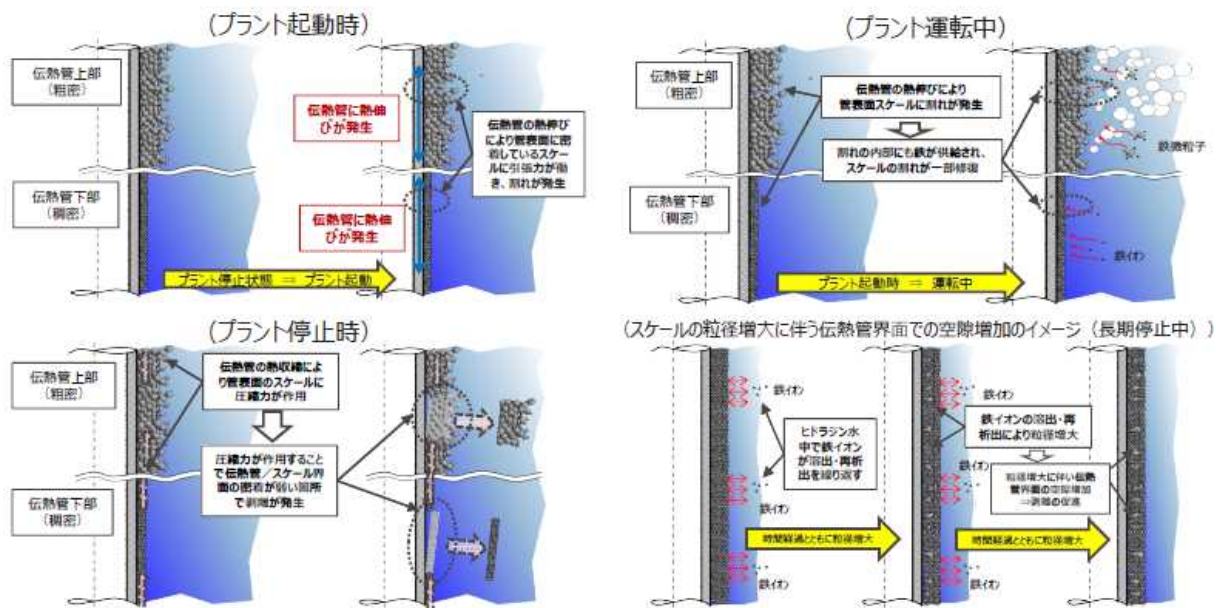 (プラント起動時)
伝熱管上部
(粗密)
伝熱管に熱伸
びが発生
伝熱管の熱伸び
により管表面に密
着しているスケー
ルに引張力が働
き、割れが発生
伝熱管下部
(稠密)
伝熱管に熱伸
びが発生
プラント停止状態 ⇒ プラント起動
(プラント運転中)
伝熱管上部
(粗密)
伝熱管の熱伸びにより
管表面スケールに割れが発生
割れの内部にも鉄が供給され、
スケールの割れが一部修復
鉄微粒子
伝熱管下部
(稠密)
鉄イオン
プラント起動時 ⇒ 運転中
(プラント停止時)
伝熱管上部
(粗密)
伝熱管の熱収縮によ
り管表面のスケールに
圧縮力が作用
圧縮力が作用すること
で伝熱管/スケール界
面の密着が弱い箇所
で剥離が発生
伝熱管下部
(稠密)
(スケールの粒径増大に伴う伝熱管界面での空隙増加のイメージ(長期停止中))
鉄イオン
ヒドラジン水
中で鉄イオン
が溶出・再析
出を繰り返す
鉄イオン
鉄イオン
時間経過とともに粒径増大
鉄イオン
鉄イオンの溶出・再
析出により粒径増大
粒径増大に伴い伝熱
管界面の空隙増加
⇒剥離の促進
鉄イオン
鉄イオン
時間経過とともに粒径増大